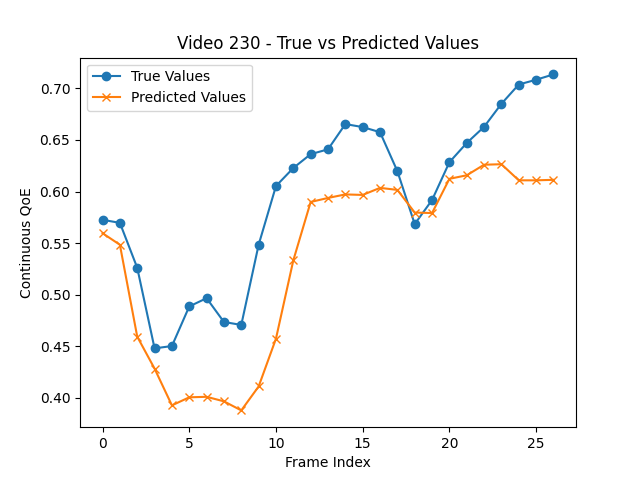 Video 230 - True vs Predicted Values
True Values
Predicted Values
Continuous QoE
0.70
0.65
0.60
0.55
0.50
0.45
0.40
0 5 10 15 20 25
Frame Index